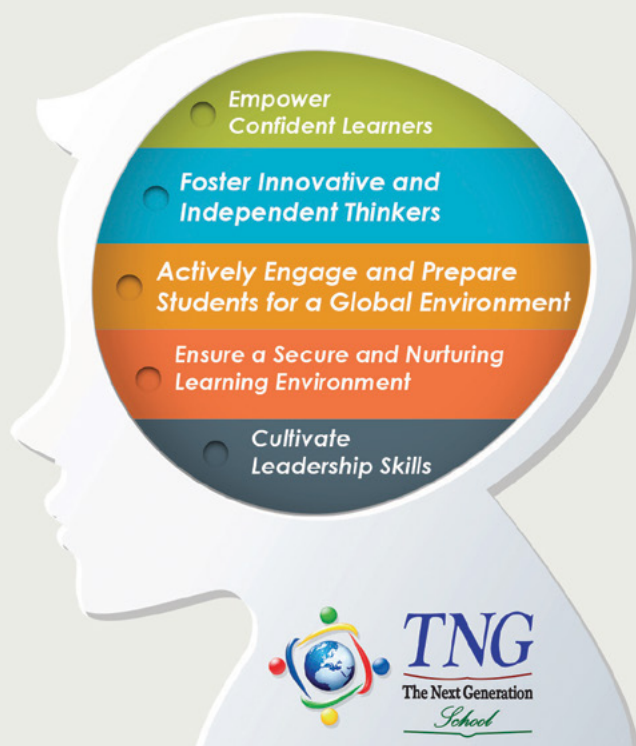 Empower
Confident Learners
Foster Innovative and
Independent Thinkers
Actively Engage and Prepare
Students for a Global Environment
Ensure a Secure and Nurturing
Learning Environment
Cultivate
Leadership Skills
TNG
The Next Generation
School